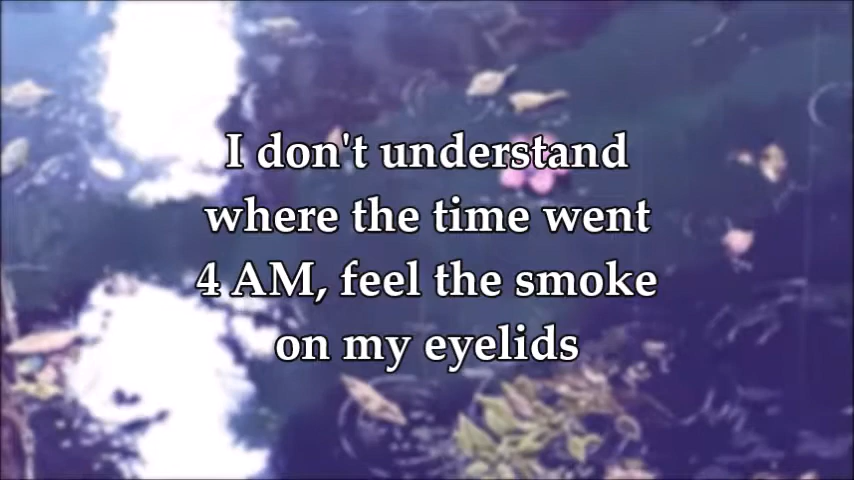 I don't understand
where the time went
4 AM, feel the smoke
on my eyelids